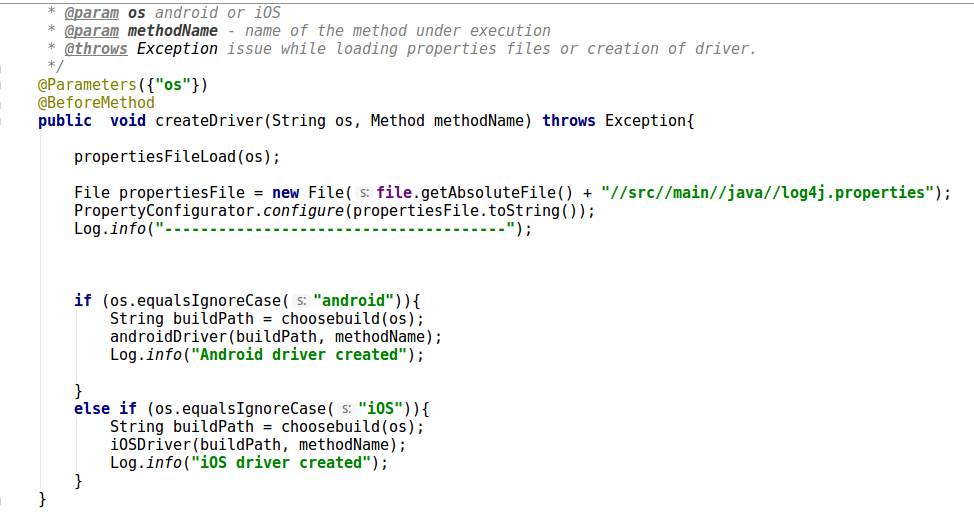 * @param os android or iOS
* @param methodName - name of the method under execution
* @throws Exception issue while loading properties files or creation of driver.
*/
@Parameters({"os"})
@BeforeMethod
public  void createDriver(String os, Method methodName) throws Exception{
propertiesFileLoad(os);
File propertiesFile = new File( s: file.getAbsoluteFile() + "//src//main//java//log4j.properties");
PropertyConfigurator.configure(propertiesFile.toString());
Log.info("--------------------------------------");
if (os.equalsIgnoreCase( s: "android")){
String buildPath = choosebuild(os);
androidDriver(buildPath, methodName);
Log.info("Android driver created");
}
else if (os.equalsIgnoreCase( s: "iOS")){
String buildPath = choosebuild(os);
iOSDriver(buildPath, methodName);
Log.info("iOS driver created");
}
}